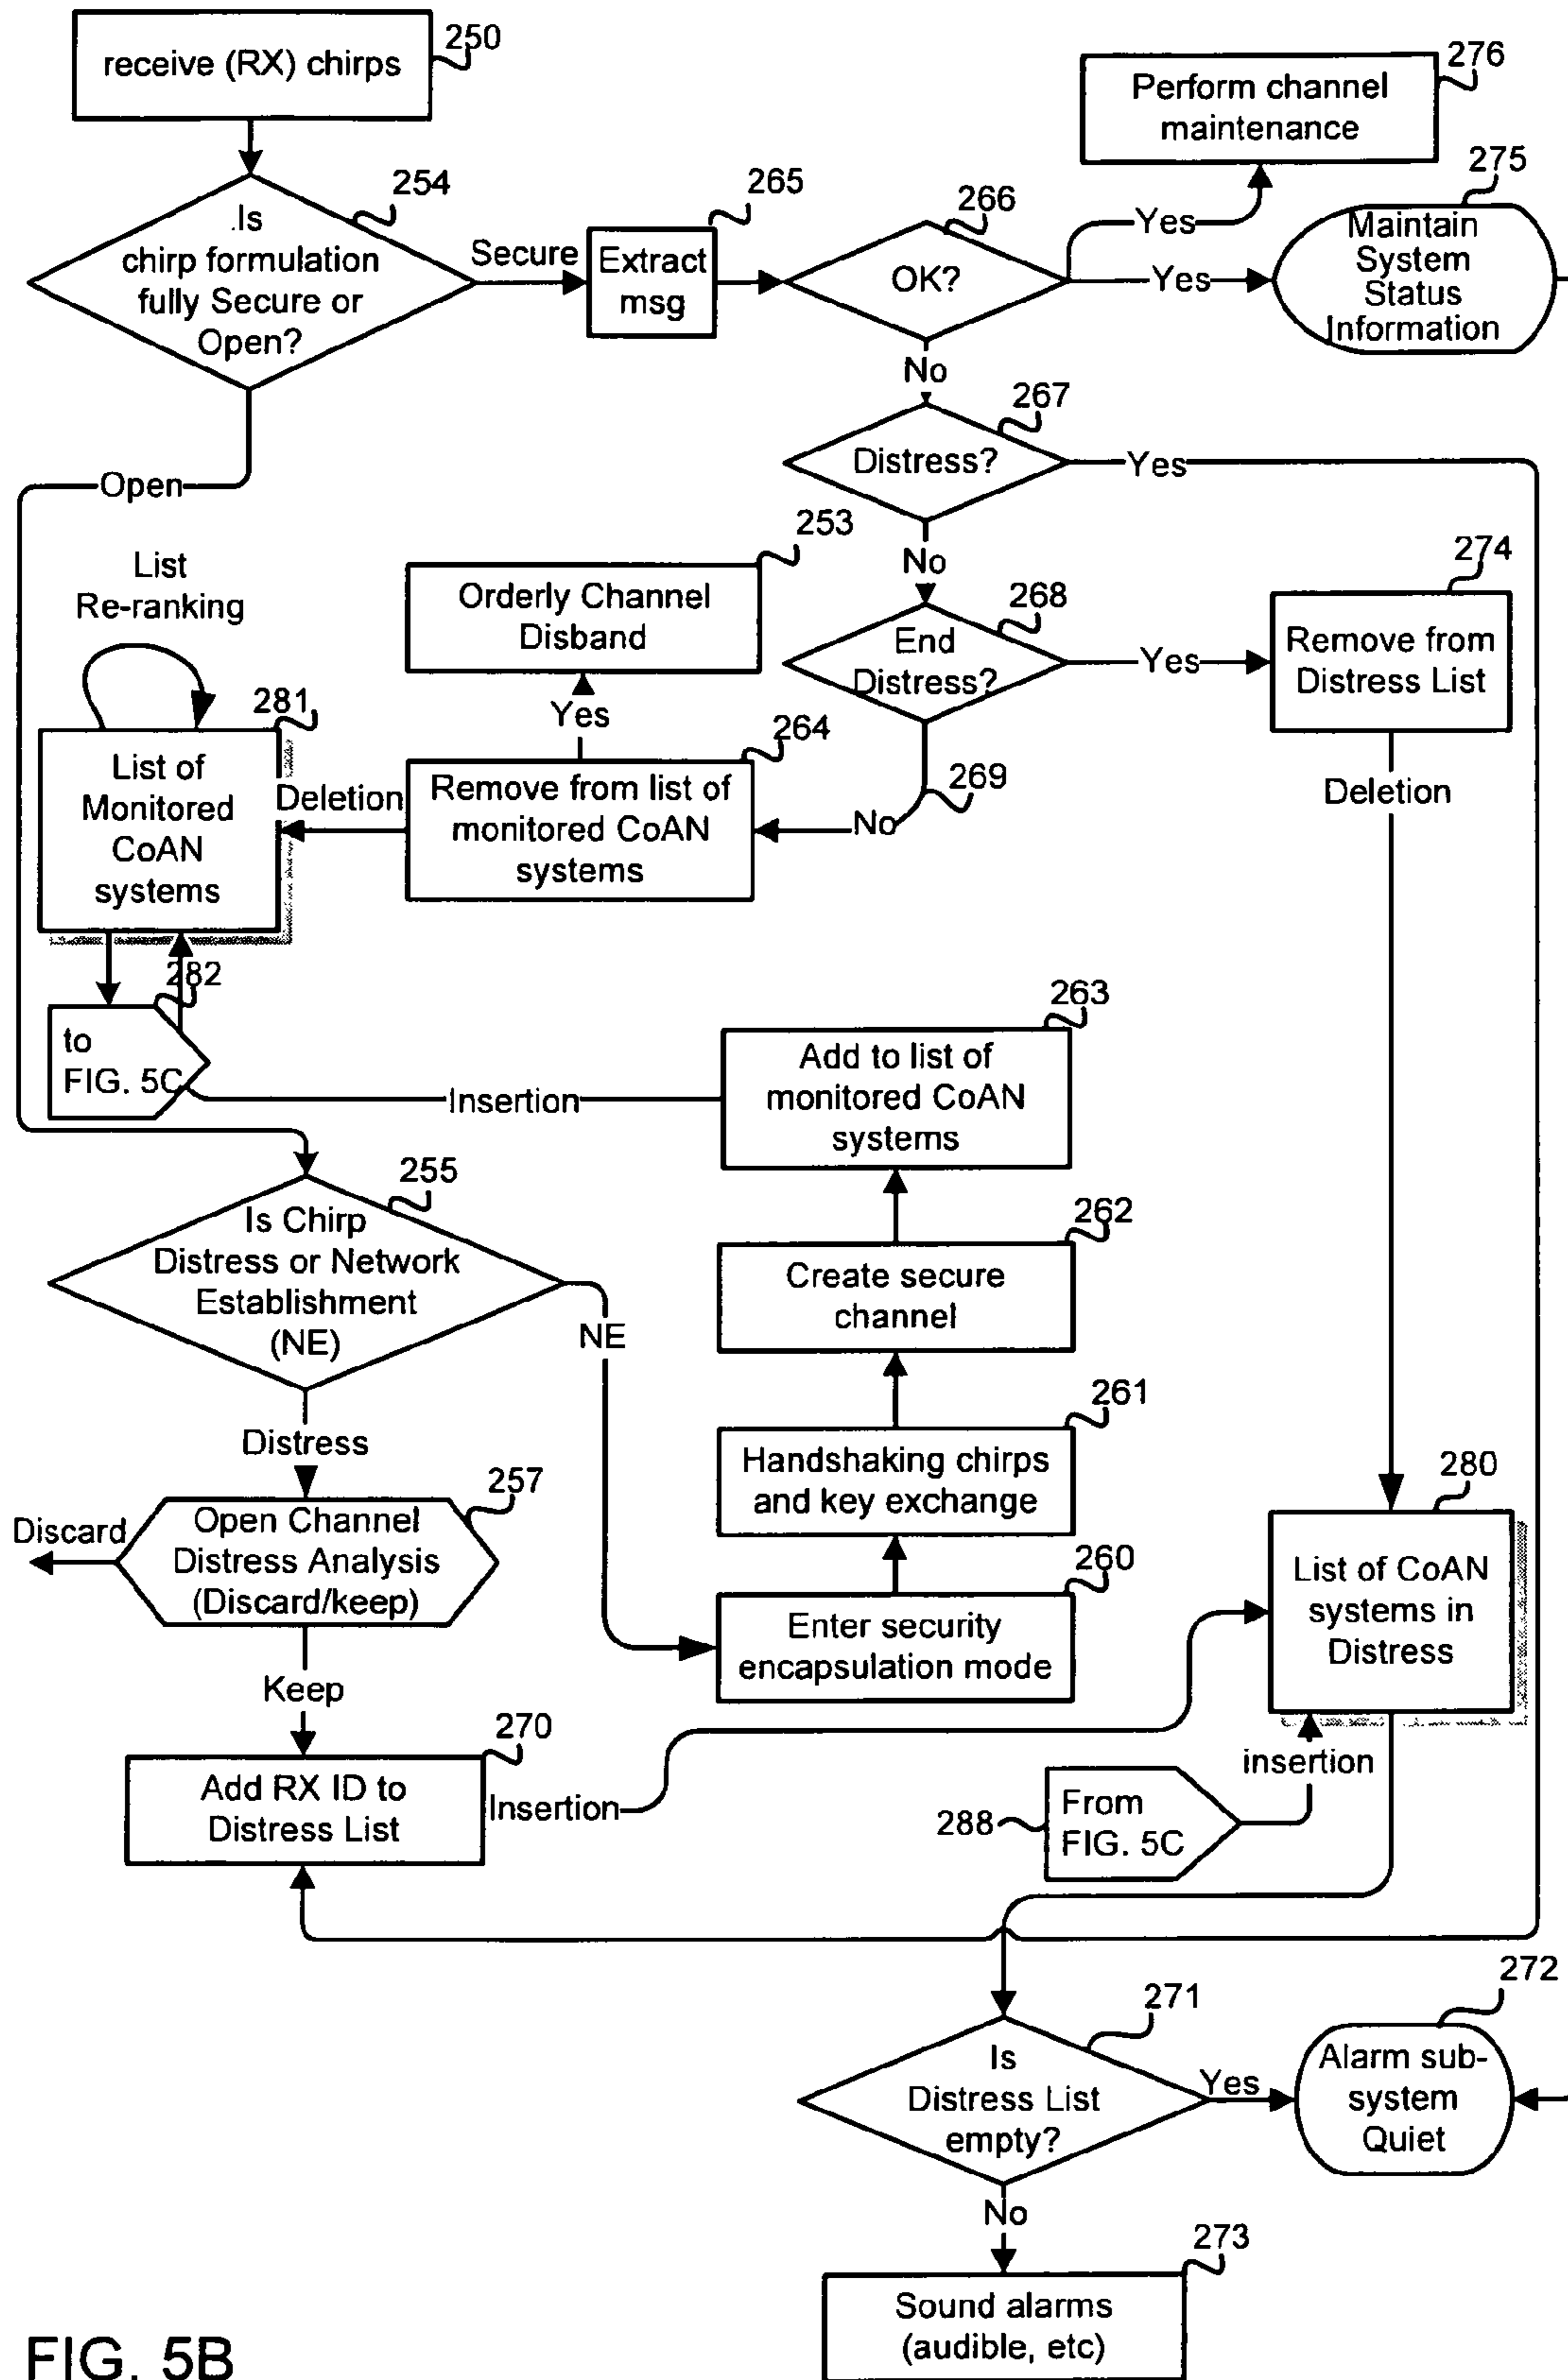 receive (RX) chirps
250
.Is
chirp formulation
fully Secure or
Open?
254
Secure
Extract
msg
265
OK?
266
Yes
Perform channel
maintenance
276
Yes
Maintain
System
Status
Information
275
No
Distress?
267
Yes
No
End
Distress?
268
Yes
Remove from
Distress List
274
Deletion
Open
List
Re-ranking
Orderly Channel
Disband
253
Yes
281
List of
Monitored
CoAN
systems
Deletion
Remove from list of
monitored CoAN
systems
264
No
269
282
to
FIG. 5C
Insertion
Add to list of
monitored CoAN
systems
263
Is Chirp
Distress or Network
Establishment
(NE)
255
NE
Create secure
channel
262
Handshaking chirps
and key exchange
261
Enter security
encapsulation mode
260
Distress
Open Channel
Distress Analysis
(Discard/keep)
257
Discard
Keep
Add RX ID to
Distress List
270
Insertion
List of CoAN
systems in
Distress
280
insertion
288
From
FIG. 5C
Is
Distress List
empty?
271
Yes
Alarm sub-
system
Quiet
272
No
Sound alarms
(audible, etc)
273
FIG. 5B